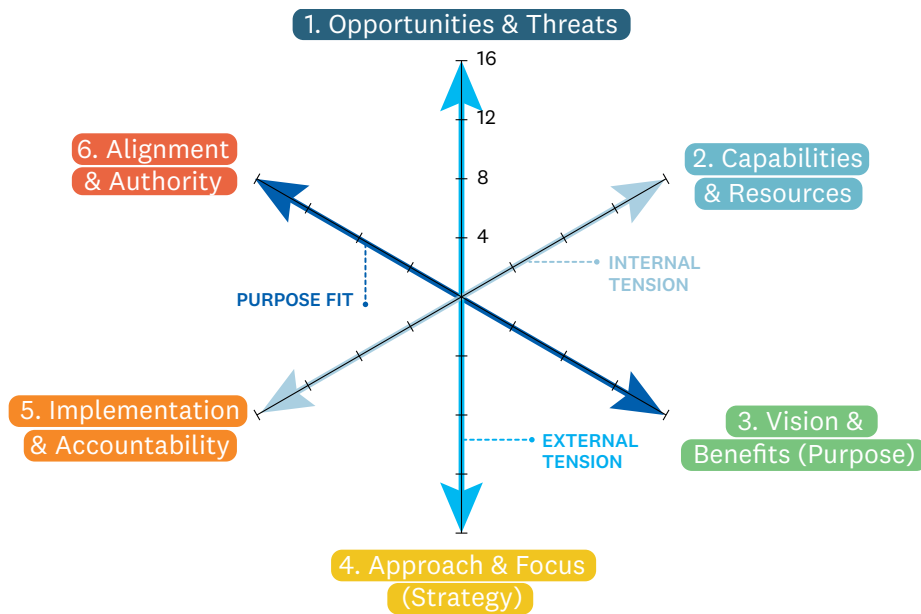 1. Opportunities & Threats
16
12
6. Alignment
& Authority
2. Capabilities
& Resources
8
4
INTERNAL
TENSION
PURPOSE FIT
5. Implementation
& Accountability
3. Vision &
Benefits (Purpose)
EXTERNAL
TENSION
4. Approach & Focus
(Strategy)